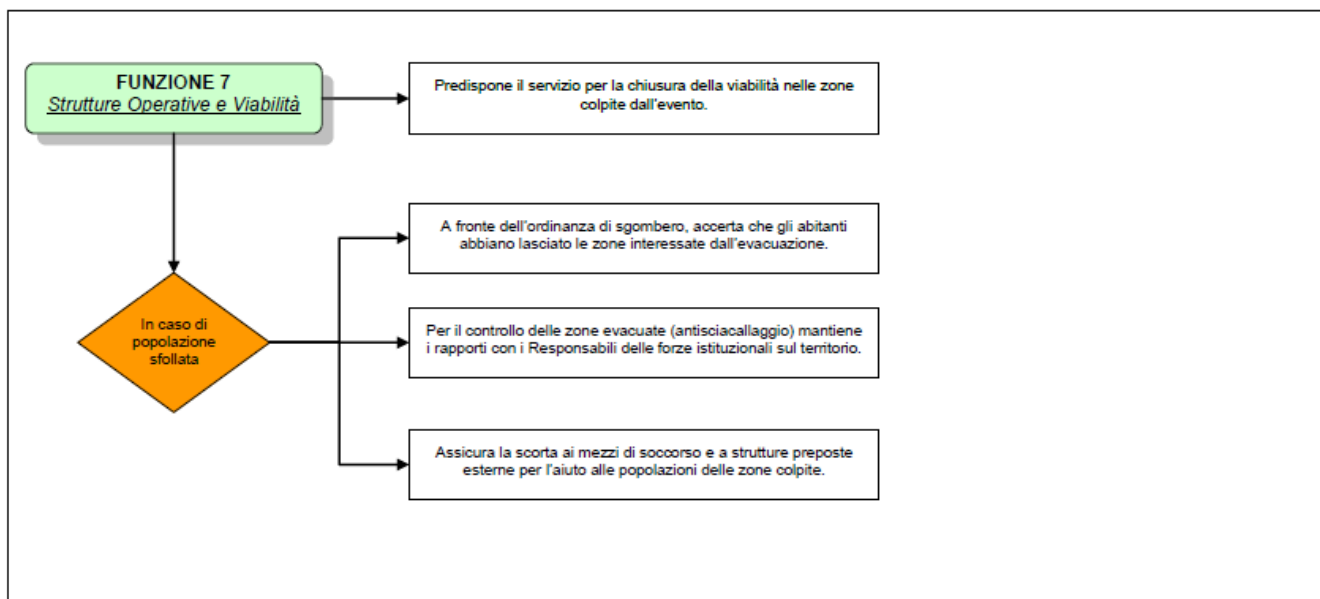 FUNZIONE 7
Strutture Operative e Viabilità
Predispone il servizio per la chiusura della viabilità nelle zone
colpite dall'evento.
A fronte dell'ordinanza di sgombero, accerta che gli abitanti
abbiano lasciato le zone interessate dall'evacuazione.
In caso di
popolazione
sfollata
Per il controllo delle zone evacuate (antisciacallaggio) mantiene
i rapporti con i Responsabili delle forze istituzionali sul territorio.
Assicura la scorta ai mezzi di soccorso e a strutture preposte
esterne per l'aiuto alle popolazioni delle zone colpite.